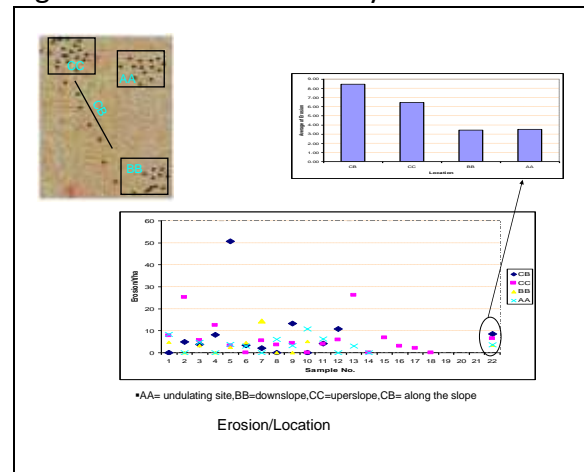 CC
AA
CB
BB
9.00
8.00
7.00
6.00
5.00
4.00
3.00
2.00
1.00
0.00
Average of Erosion
CB CC BB AA
Location
60
50
40
30
20
10
0
Erosion/t/ha
1 2 3 4 5 6 7 8 9 10 11 12 13 14 15 16 17 18 19 20 21 22
Sample No.
CB
CC
BB
AA
▪AA= undulating site,BB=downslope,CC=uperslope,CB= along the slope
Erosion/Location